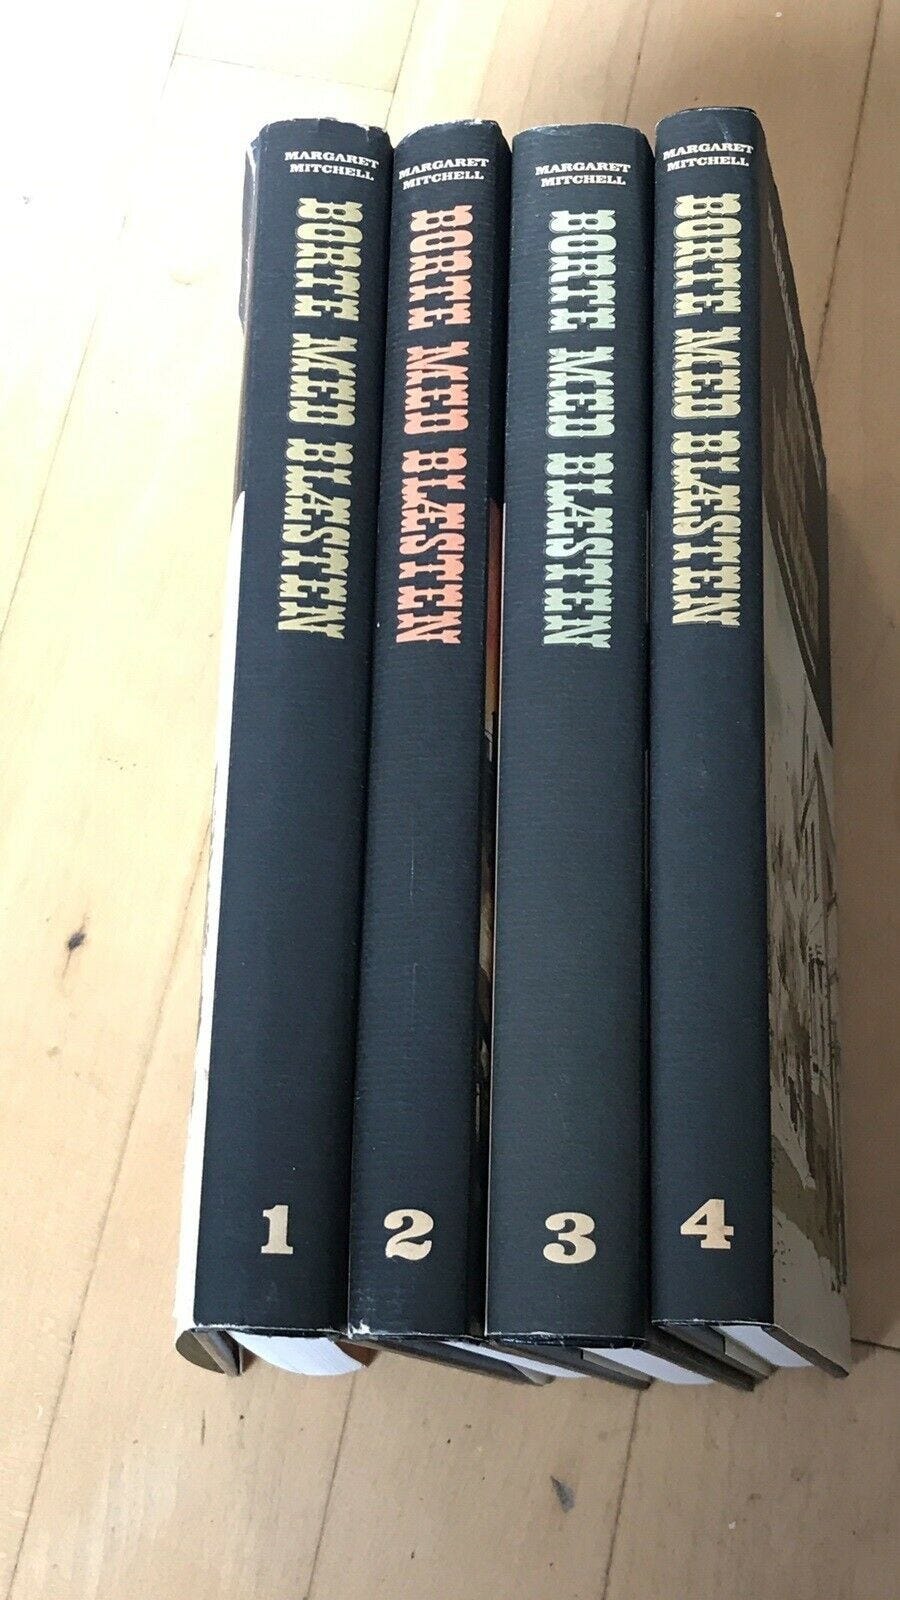 MARGARET
MITCHELL
BORTE MED BLÆSTEN
1
MARGARET
MITCHELL
BORTE MED BLÆSTEN
2
MARGARET
MITCHELL
BORTE MED BLÆSTEN
3
MARGARET
MITCHELL
BORTE MED BLÆSTEN
4